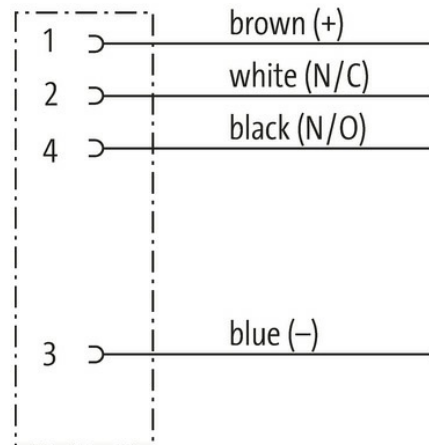 1 brown (+)
2 white (N/C)
4 black (N/O)
3 blue (–)